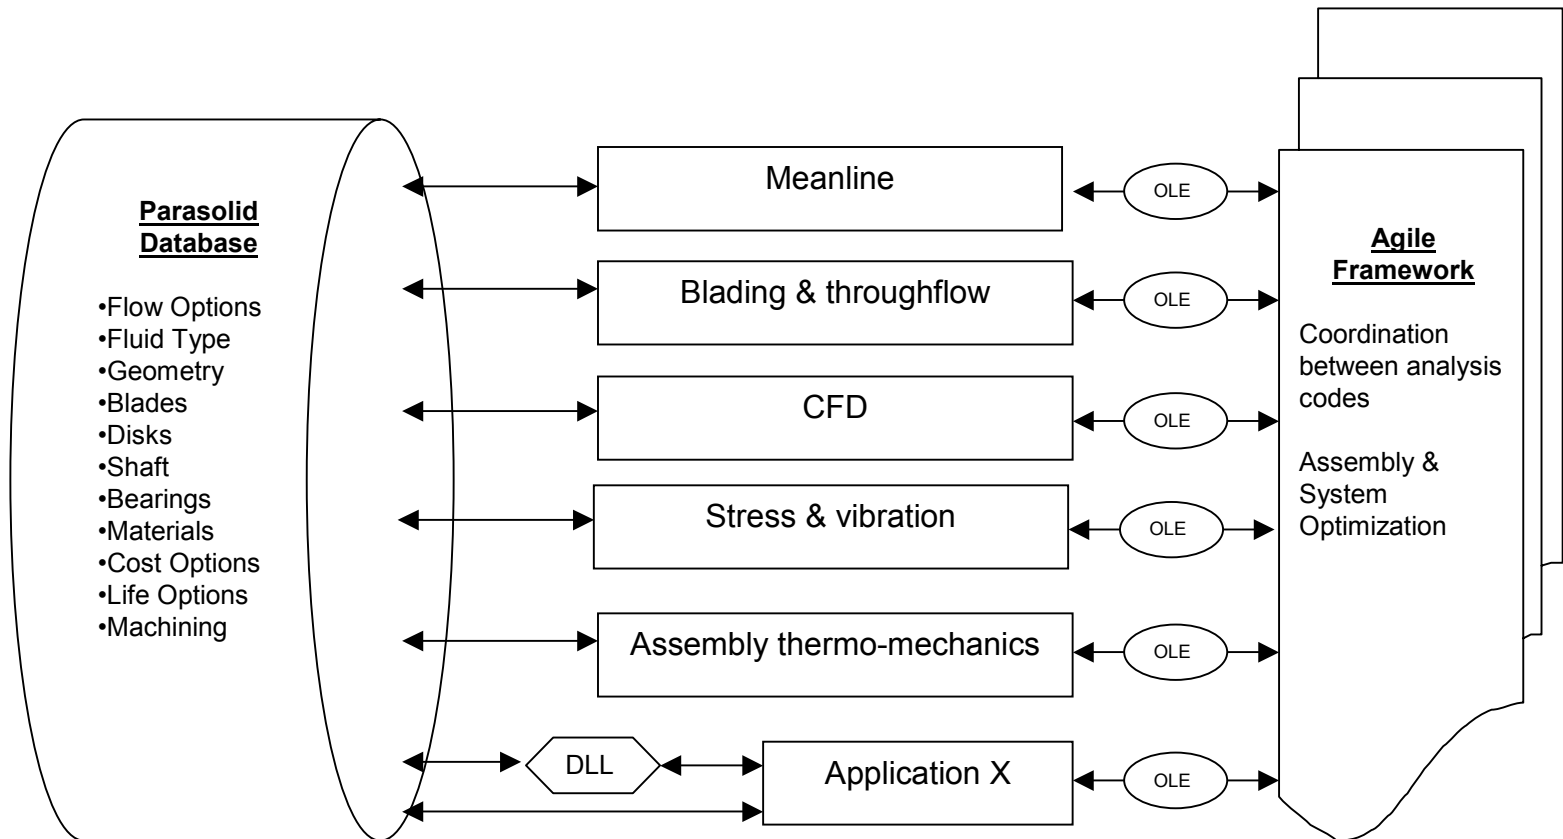 Parasolid
Database
•Flow Options
•Fluid Type
•Geometry
•Blades
•Disks
•Shaft
•Bearings
•Materials
•Cost Options
•Life Options
•Machining
Meanline
OLE
Blading & throughflow
OLE
CFD
OLE
Stress & vibration
OLE
Assembly thermo-mechanics
OLE
DLL
Application X
OLE
Agile
Framework
Coordination
between analysis
codes
Assembly &
System
Optimization